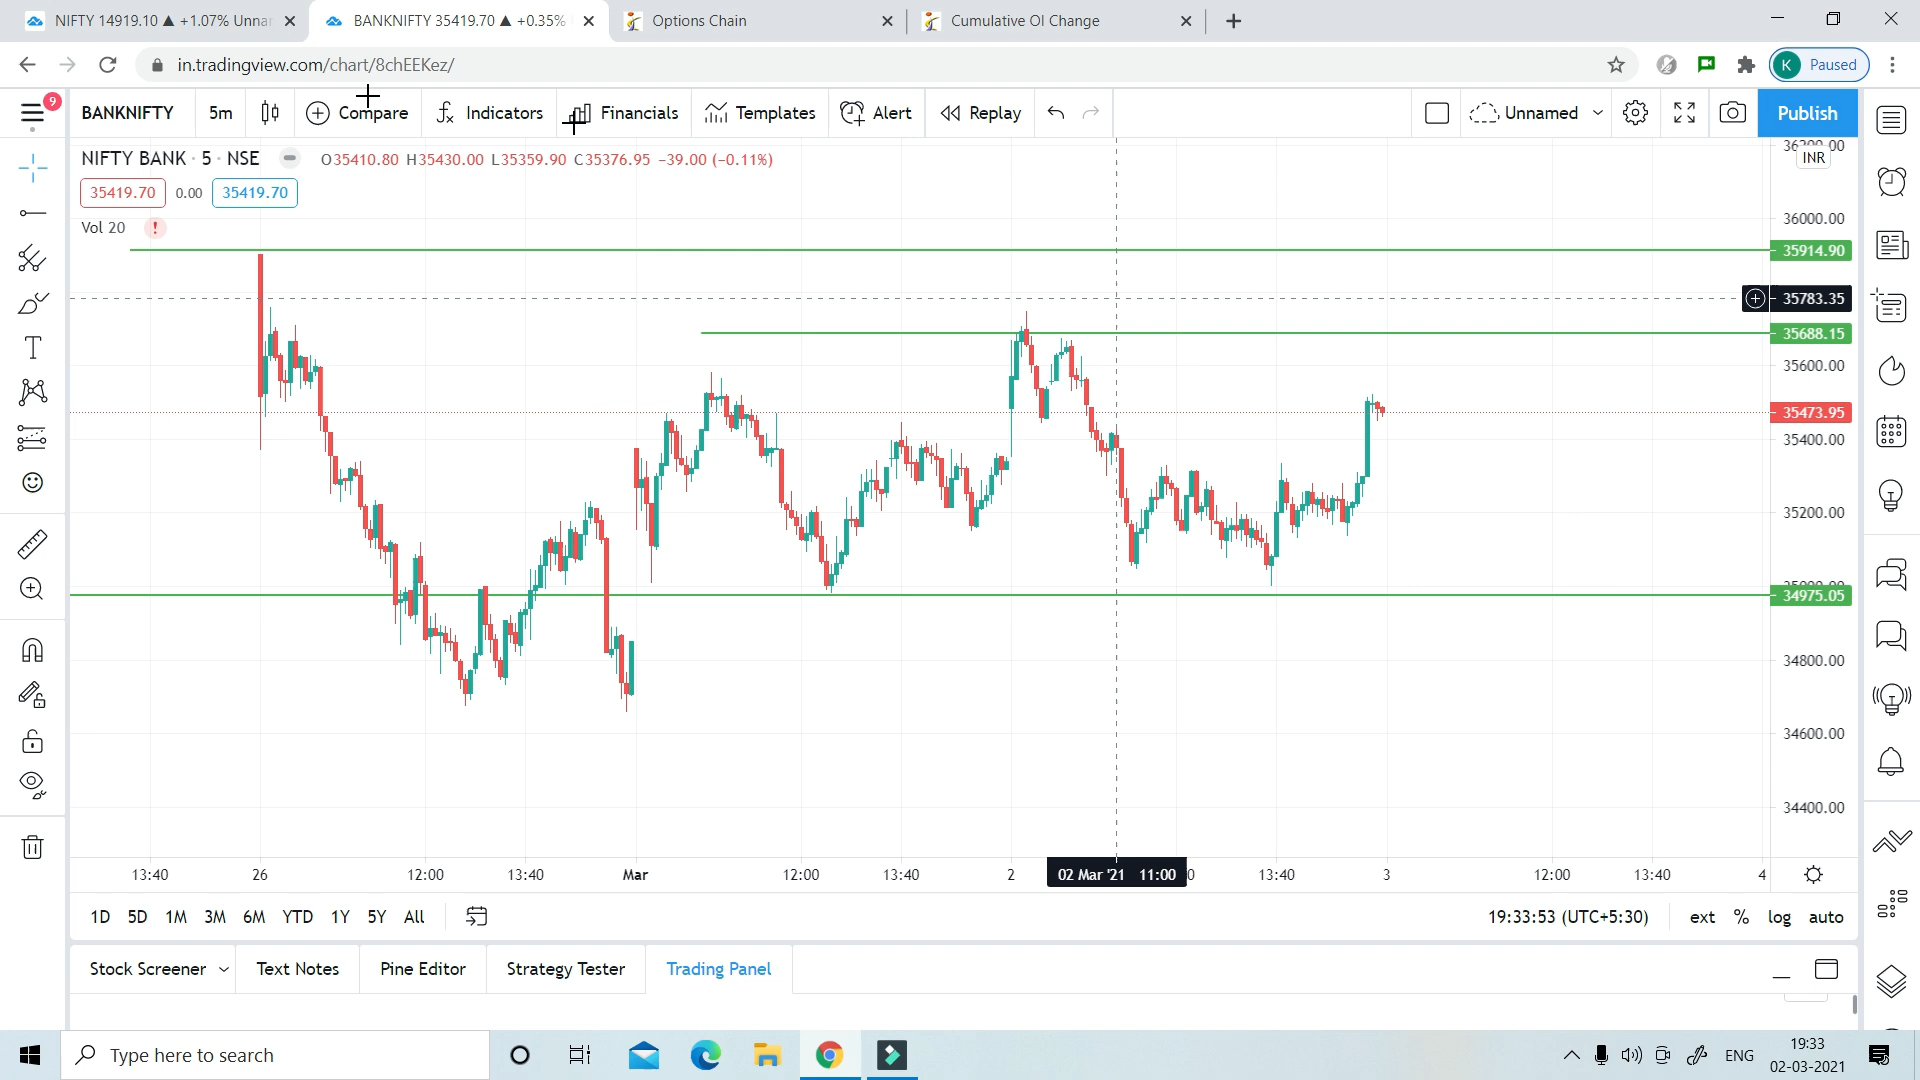 NIFTY 14919.10 ▲ +1.07% Unna
BANKNIFTY 35419.70 ▲ +0.35%
Options Chain
Cumulative OI Change
in.tradingview.com/chart/8chEEKez/
K Paused
9
BANKNIFTY 5m Compare Indicators Financials Templates Alert Replay Unnamed Publish
NIFTY BANK · 5 · NSE O35410.80 H35430.00 L35359.90 C35376.95 −39.00 (−0.11%)
INR
35419.70 0.00 35419.70
Vol 20 !
36000.00
35914.90
35783.35
35688.15
35600.00
35473.95
35400.00
35200.00
34975.05
34800.00
34600.00
34400.00
13:40 26 12:00 13:40 Mar 12:00 13:40 2 02 Mar '21 11:00 13:40 3 12:00 13:40 4
1D 5D 1M 3M 6M YTD 1Y 5Y All 19:33:53 (UTC+5:30) ext % log auto
Stock Screener Text Notes Pine Editor Strategy Tester Trading Panel
Type here to search
ENG
19:33
02-03-2021